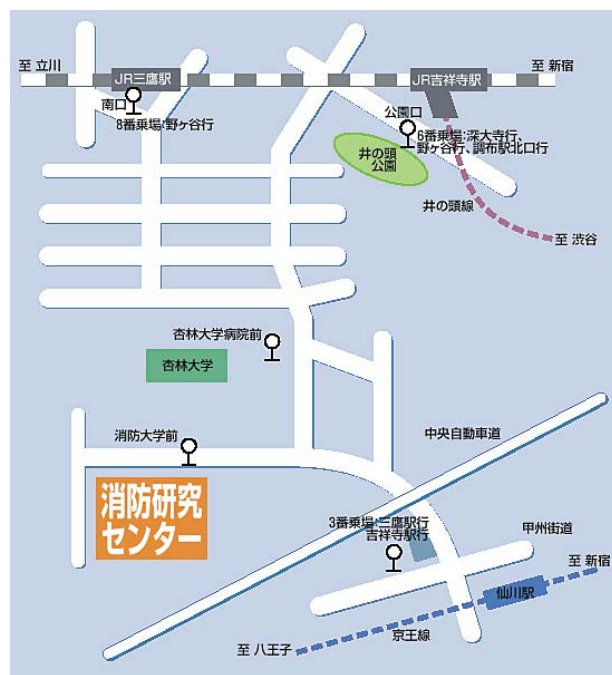 至 立川
JR三鷹駅
JR吉祥寺駅
至 新宿
南口
8番乗場:野ヶ谷行
公園口
6番乗場:深大寺行、
野ヶ谷行、調布駅北口行
井の頭
公園
井の頭線
至 渋谷
杏林大学病院前
杏林大学
消防大学前
中央自動車道
消防研究
センター
3番乗場:三鷹駅行
吉祥寺駅行
甲州街道
至 新宿
仙川駅
京王線
至 八王子